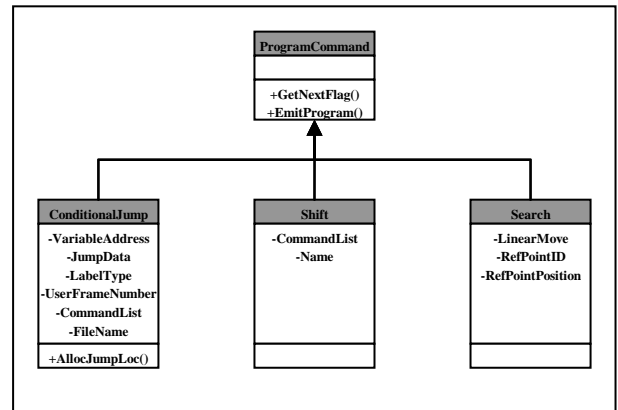 ProgramCommand
+GetNextFlag()
+EmitProgram()
ConditionalJump
-VariableAddress
-JumpData
-LabelType
-UserFrameNumber
-CommandList
-FileName
+AllocJumpLoc()
Shift
-CommandList
-Name
Search
-LinearMove
-RefPointID
-RefPointPosition